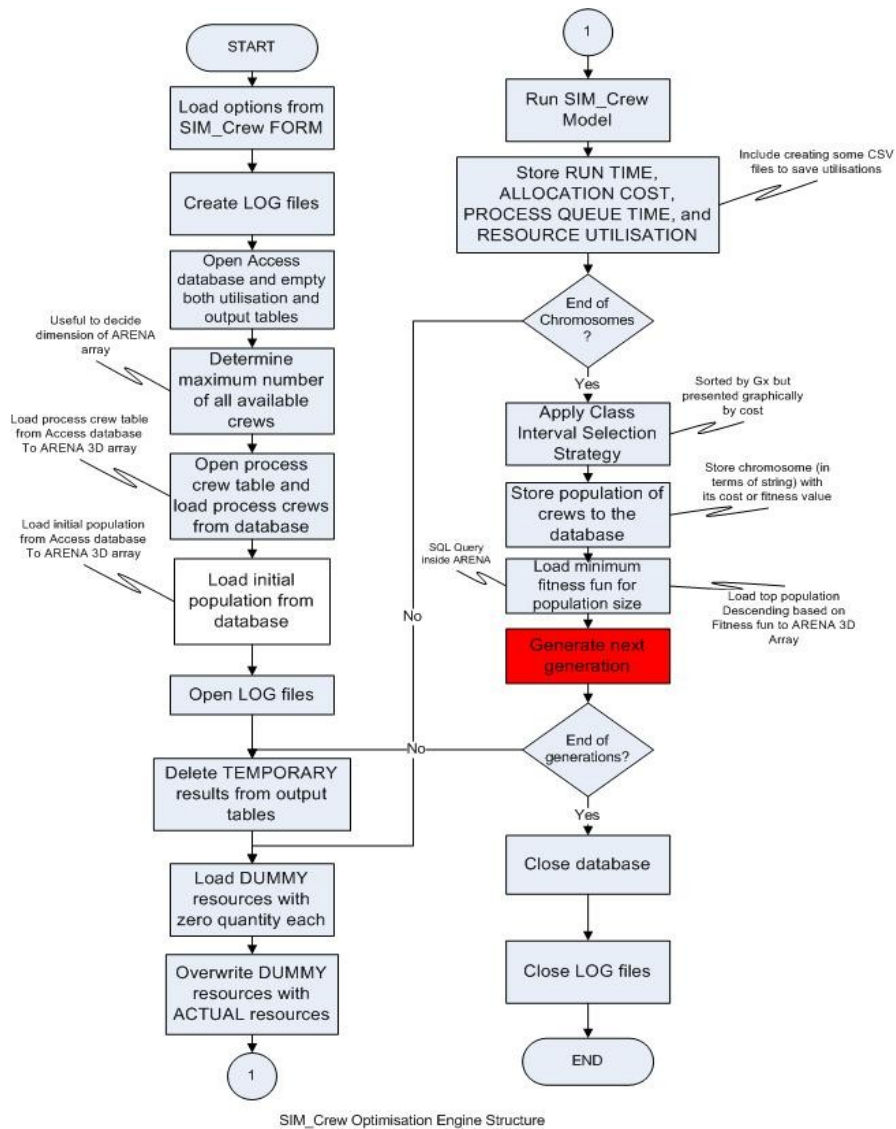 START
Load options from
SIM_Crew FORM
Create LOG files
Open Access
database and empty
both utilisation and
output tables
Useful to decide
dimension of ARENA
array
Determine
maximum number
of all available
crews
Load process crew table
from Access database
To ARENA 3D array
Open process
crew table and
load process crews
from database
Load initial population
from Access database
To ARENA 3D array
Load initial
population from
database
Open LOG files
Delete TEMPORARY
results from output
tables
Load DUMMY
resources with
zero quantity each
Overwrite DUMMY
resources with
ACTUAL resources
1
1
Run SIM_Crew
Model
Include creating some CSV
files to save utilisations
Store RUN TIME,
ALLOCATION COST,
PROCESS QUEUE TIME, and
RESOURCE UTILISATION
End of
Chromosomes
?
No
Yes
Sorted by Gx but
presented graphically
by cost
Apply Class
Interval Selection
Strategy
Store chromosome (in
terms of string) with
its cost or fitness value
Store population of
crews to the
database
SQL Query
inside ARENA
Load minimum
fitness fun for
population size
Load top population
Descending based on
Fitness fun to ARENA 3D
Array
Generate next
generation
End of
generations?
No
Yes
Close database
Close LOG files
END
SIM_Crew Optimisation Engine Structure